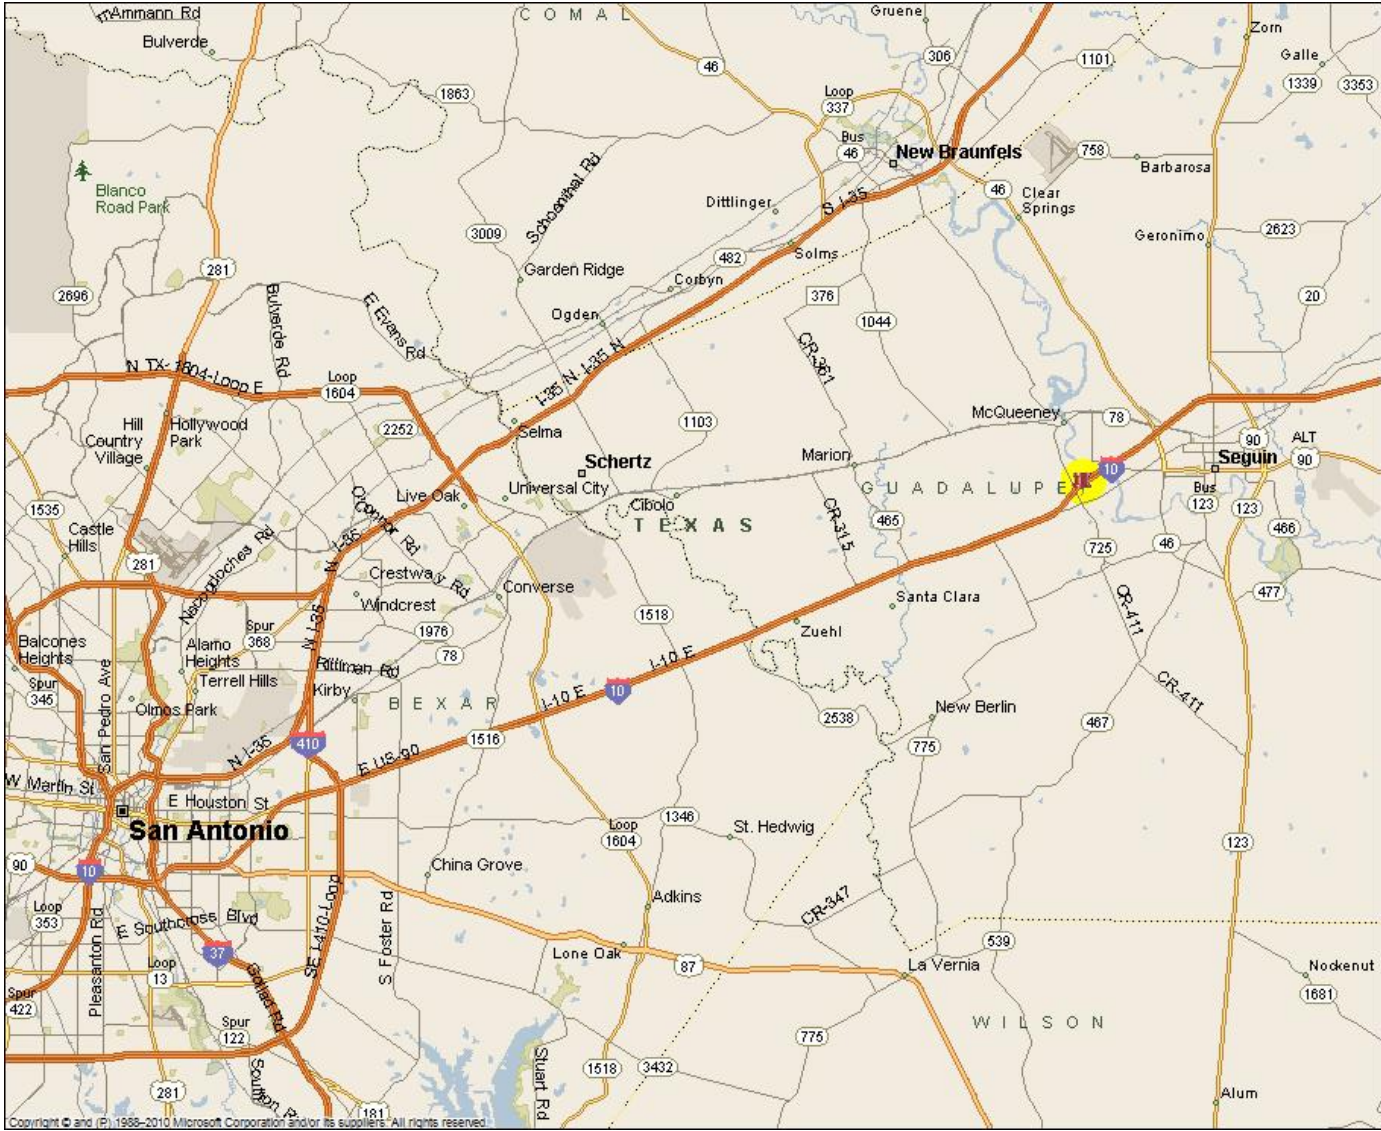 Ammann Rd
COMAL
Gruene
Bulverde
Zorn
306
46
1101
Galle
1339
3353
1863
Loop
337
Bus
46
New Braunfels
758
Barbarosa
Blanco
Road Park
Schoenthal Rd
Dittlinger
S I-35
46
Clear
Springs
3009
482
Solms
Geronimo
2623
281
Garden Ridge
Corbyn
2696
Bulverde Rd
E Evans Rd
Ogden
376
1044
20
CR-361
N TX-1604-Loop E
Loop
1604
I-35 N
I-35 N
McQueeney
78
Hill
Country
Village
Hollywood
Park
2252
Selma
1103
90
ALT
90
Schertz
Marion
10
Seguin
Live Oak
Universal City
GUADALUPE
Bus
123
123
1535
O'Connor Rd
Cibolo
TEXAS
CR-315
465
466
Castle
Hills
281
Nacogdoches Rd
N I-35
725
46
Crestway Rd
Converse
477
Windcrest
Santa Clara
CR-411
Spur
368
N I-35
1976
1518
Zuehl
Balcones
Heights
Alamo
Heights
78
Rittiman Rd
I-10 E
Spur
345
San Pedro Ave
Terrell Hills
Kirby
10
CR-411
Olmos Park
BEXAR
I-10 E
New Berlin
2538
467
N I-35
410
1516
775
E US-90
W Martin St
E Houston St
San Antonio
Loop
1604
1346
St. Hedwig
123
90
10
China Grove
Loop
353
E Southcross Blvd
SE I-410-Loop
S Foster Rd
Adkins
CR-347
37
Lone Oak
539
Pleasanton Rd
Loop
13
Goliad Rd
87
La Vernia
Nockenut
1681
Spur
422
Spur
122
WILSON
775
Stuart Rd
1518
3432
281
181
Alum
Copyright © and (P) 1988–2010 Microsoft Corporation and/or its suppliers. All rights reserved.